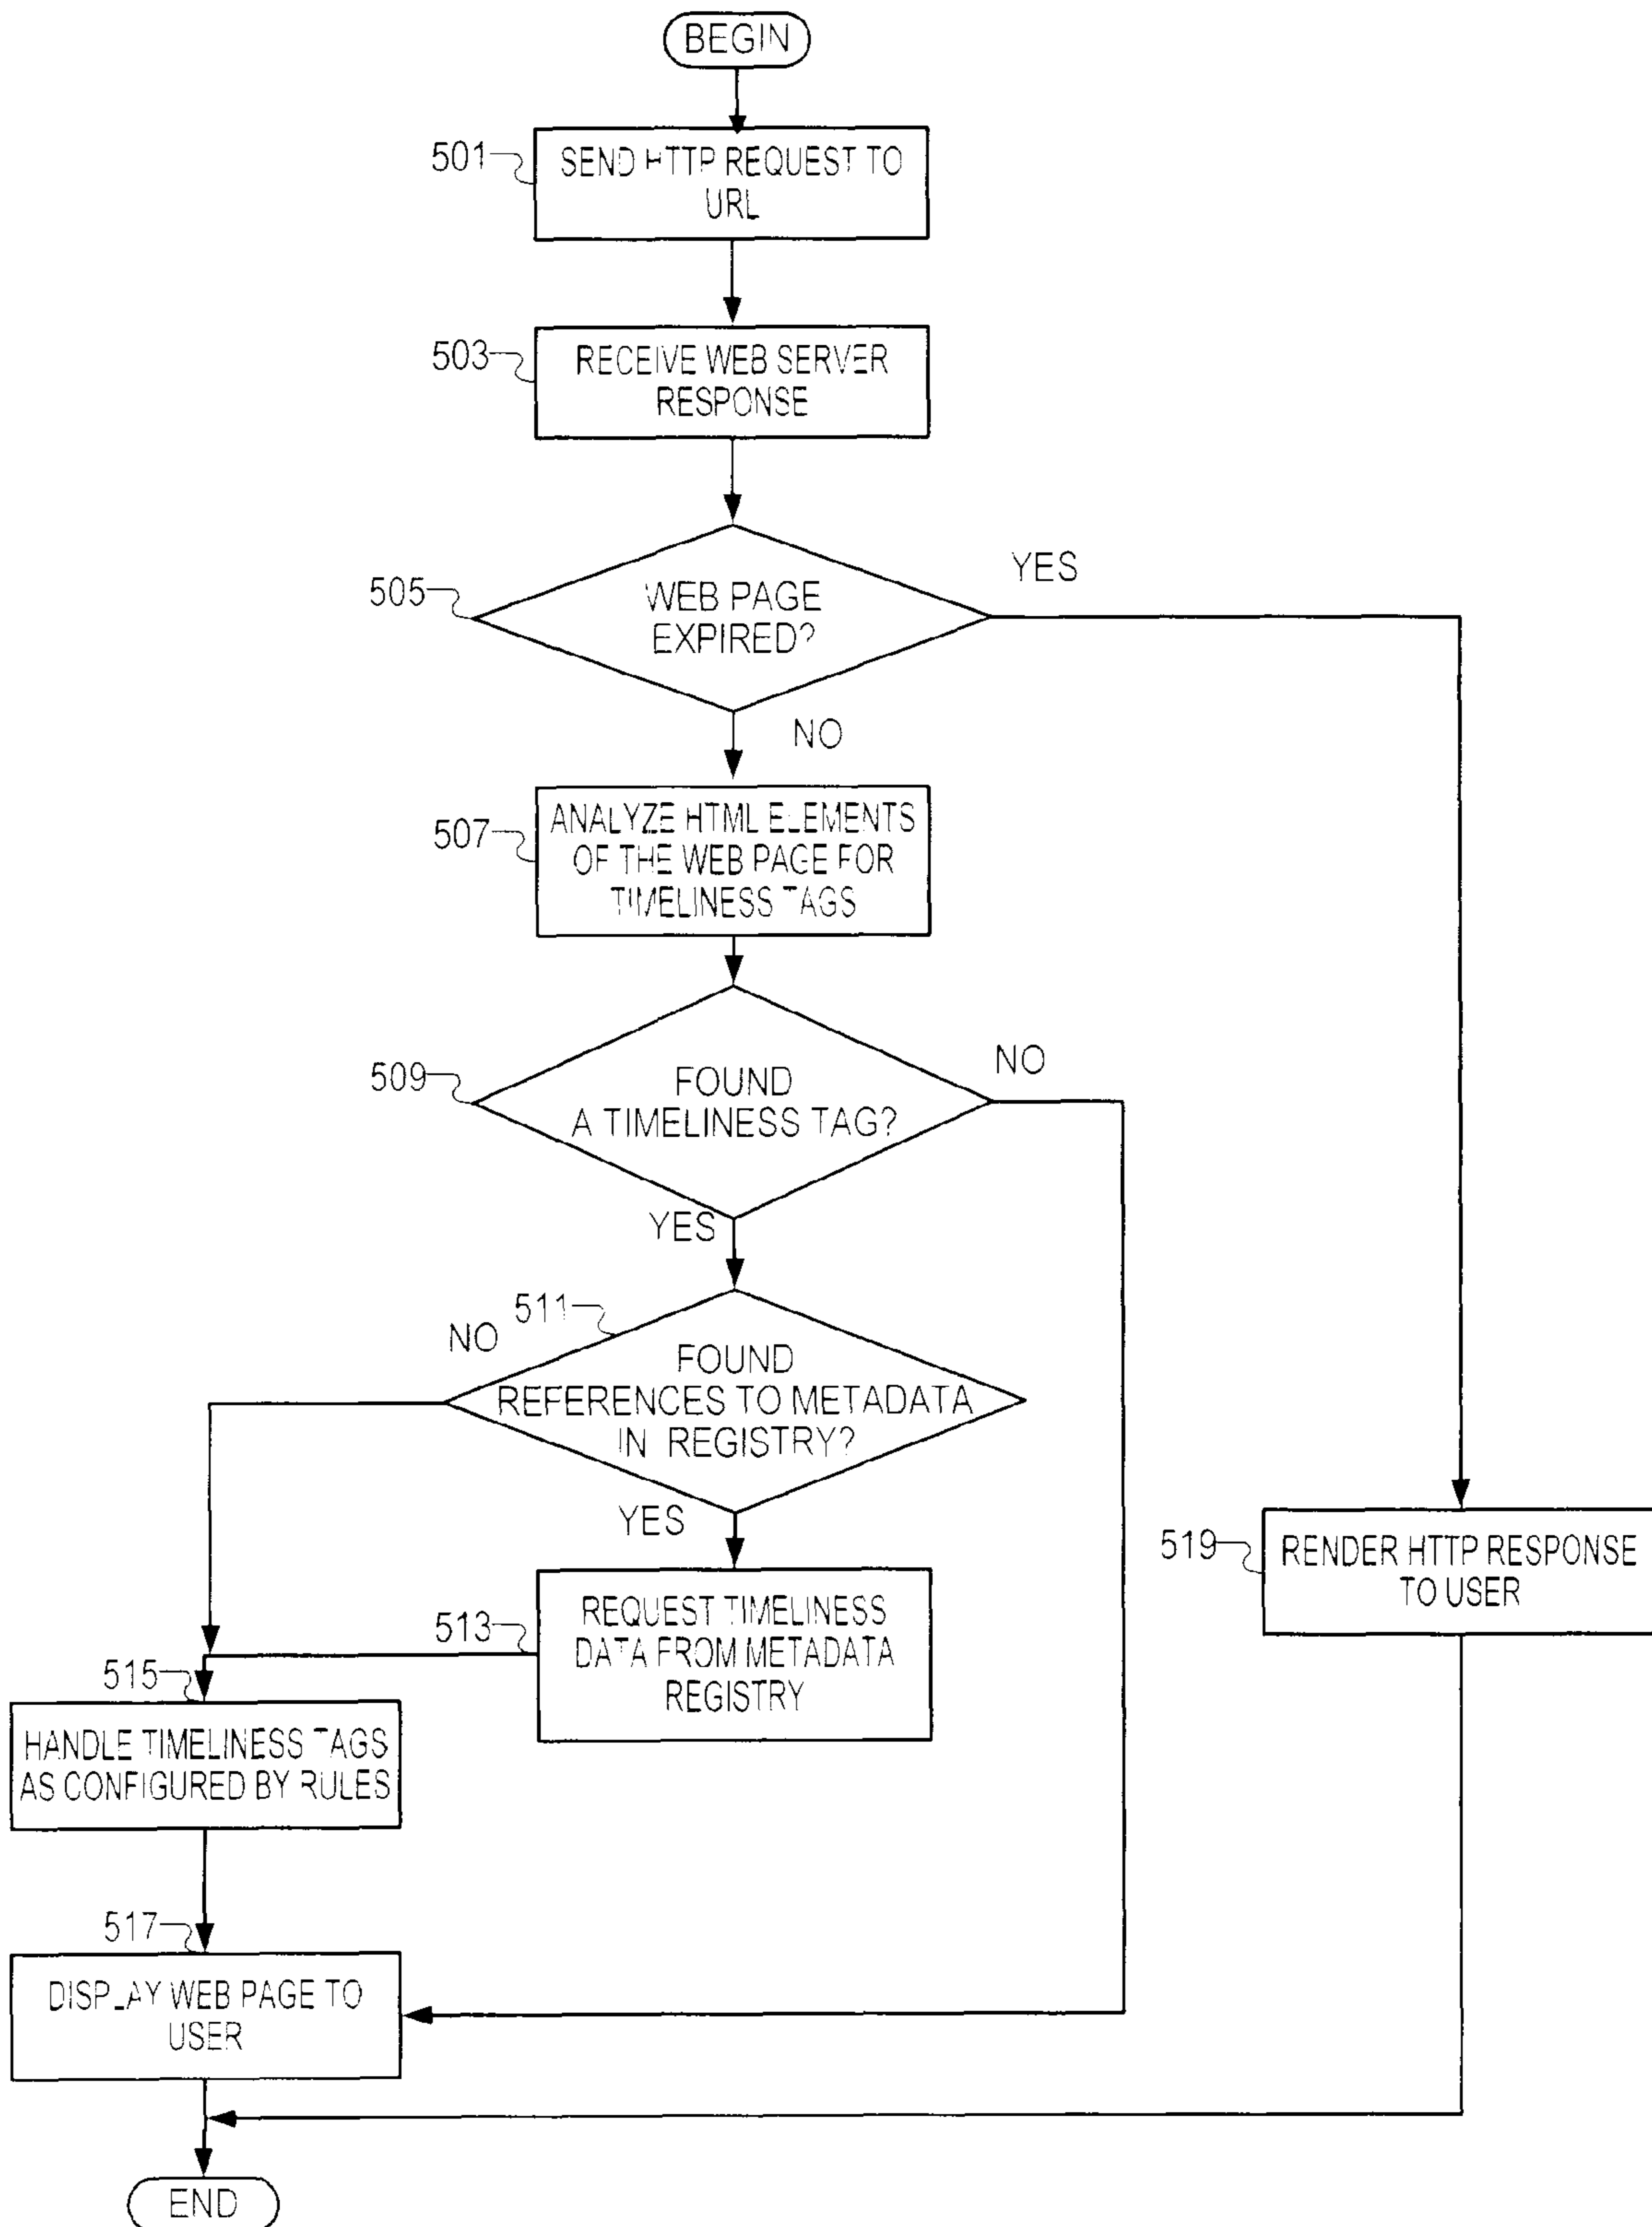 BEGIN
501
SEND HTTP REQUEST TO
URL
503
RECEIVE WEB SERVER
RESPONSE
505
WEB PAGE
EXPIRED?
YES
NO
507
ANALYZE HTML ELEMENTS
OF THE WEB PAGE FOR
TIMELINESS TAGS
509
FOUND
A TIMELINESS TAG?
NO
YES
511
NO
FOUND
REFERENCES TO METADATA
IN REGISTRY?
YES
513
REQUEST TIMELINESS
DATA FROM METADATA
REGISTRY
519
RENDER HTTP RESPONSE
TO USER
515
HANDLE TIMELINESS TAGS
AS CONFIGURED BY RULES
517
DISPLAY WEB PAGE TO
USER
END